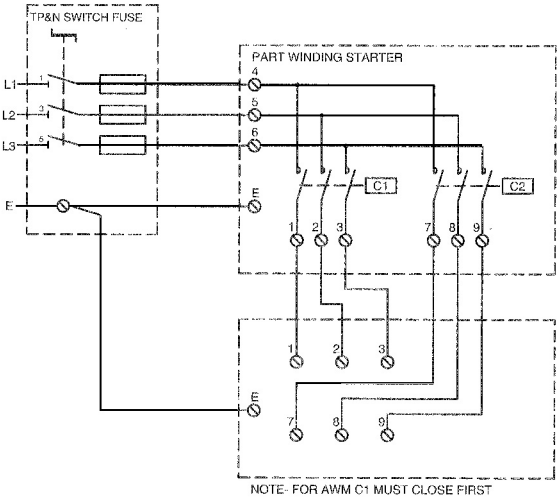 TP&N SWITCH FUSE
PART WINDING STARTER
L1 1 4
L2 3 5
L3 5 6
C1 C2
E E
1 2 3 7 8 9
1 2 3
E
7 8 9
NOTE- FOR AWM C1 MUST CLOSE FIRST